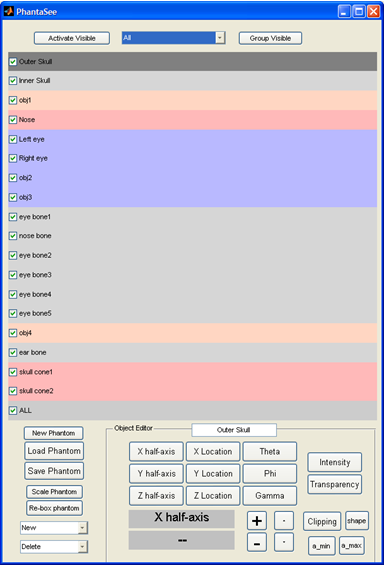 PhantaSee
Activate Visible
All
Group Visible
Outer Skull
Inner Skull
obj1
Nose
Left eye
Right eye
obj2
obj3
eye bone1
nose bone
eye bone2
eye bone3
eye bone4
eye bone5
obj4
ear bone
skull cone1
skull cone2
ALL
New Phantom
Load Phantom
Save Phantom
Scale Phantom
Re-box phantom
New
Delete
Object Editor
Outer Skull
X half-axis
X Location
Theta
Y half-axis
Y Location
Phi
Z half-axis
Z Location
Gamma
Intensity
Transparency
X half-axis
--
+
-
Clipping
shape
a_min
a_max